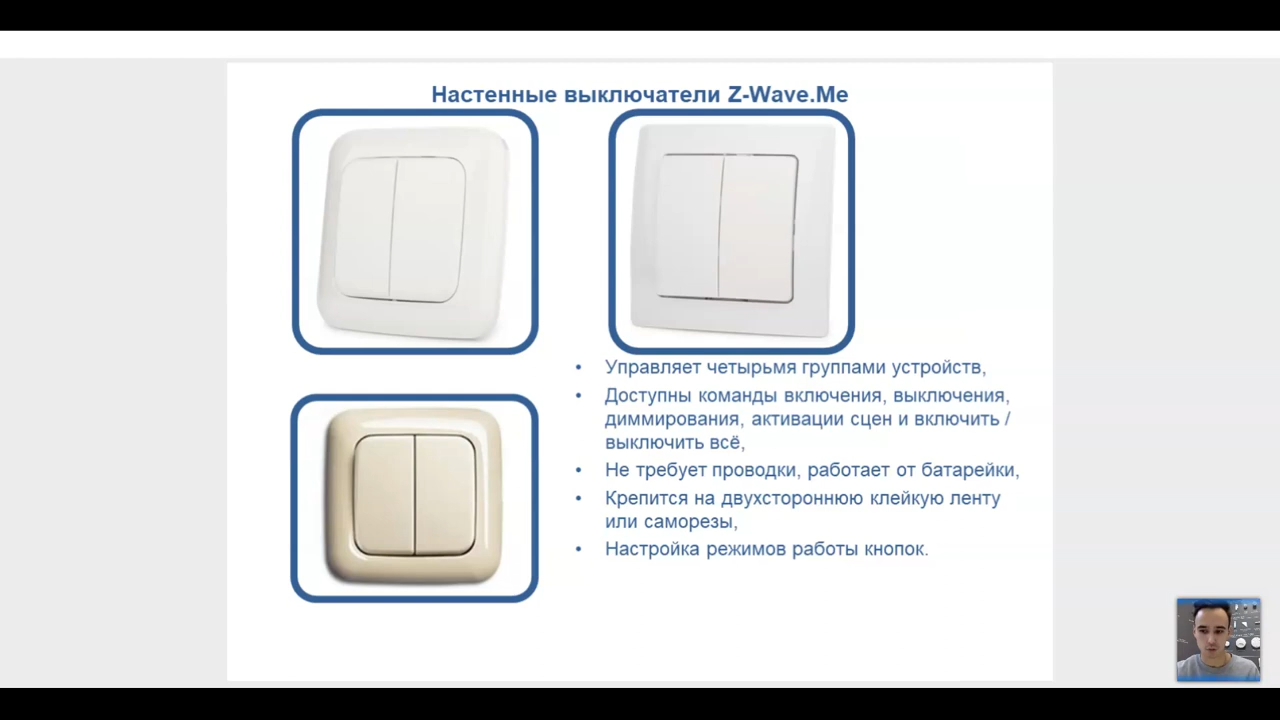 Настенные выключатели Z-Wave.Me
• Управляет четырьмя группами устройств,
• Доступны команды включения, выключения,
диммирования, активации сцен и включить /
выключить всё,
• Не требует проводки, работает от батарейки,
• Крепится на двухстороннюю клейкую ленту
или саморезы,
• Настройка режимов работы кнопок.